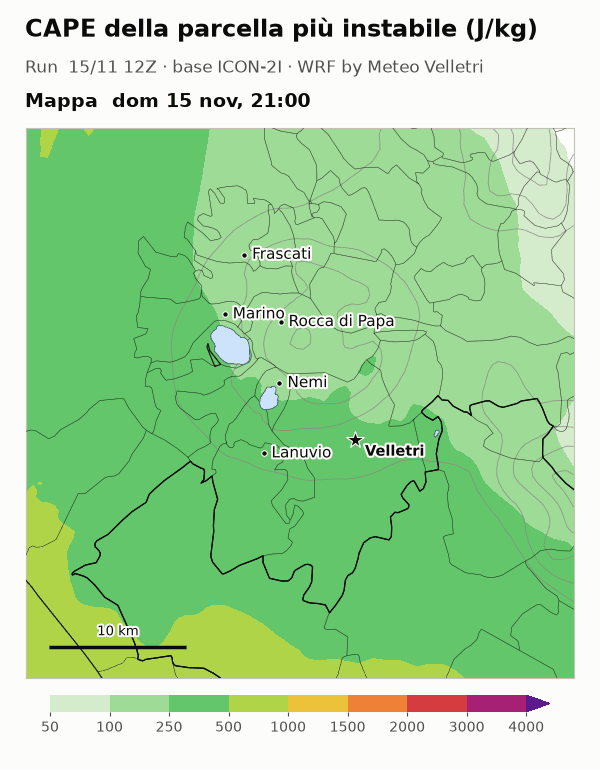 CAPE della parcella più instabile (J/kg)
Run  15/11 12Z · base ICON-2I · WRF by Meteo Velletri
Mappa  dom 15 nov, 21:00
Frascati
Marino
Rocca di Papa
Nemi
Velletri
Lanuvio
10 km
50 100 250 500 1000 1500 2000 3000 4000